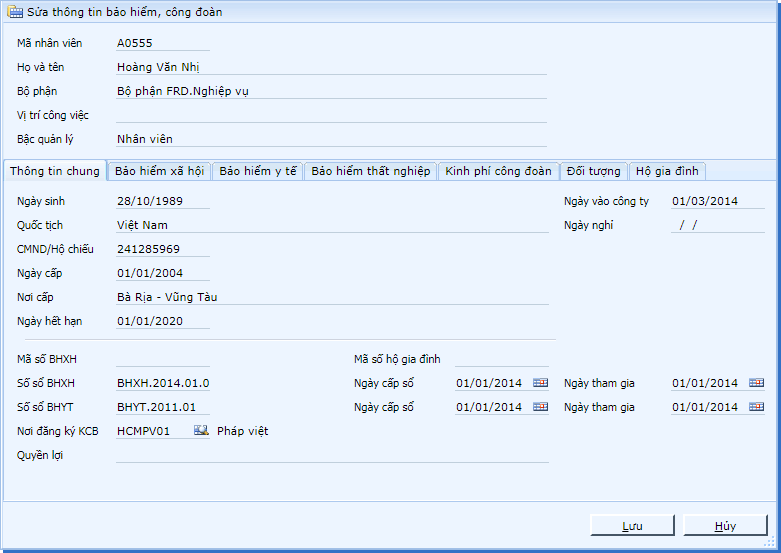 Sửa thông tin bảo hiểm, công đoàn
Mã nhân viên A0555
Họ và tên Hoàng Văn Nhị
Bộ phận Bộ phận FRD.Nghiệp vụ
Vị trí công việc
Bậc quản lý Nhân viên
Thông tin chung Bảo hiểm xã hội Bảo hiểm y tế Bảo hiểm thất nghiệp Kinh phí công đoàn Đối tượng Hộ gia đình
Ngày sinh 28/10/1989 Ngày vào công ty 01/03/2014
Quốc tịch Việt Nam Ngày nghỉ / /
CMND/Hộ chiếu 241285969
Ngày cấp 01/01/2004
Nơi cấp Bà Rịa - Vũng Tàu
Ngày hết hạn 01/01/2020
Mã số BHXH Mã số hộ gia đình
Số sổ BHXH BHXH.2014.01.0 Ngày cấp sổ 01/01/2014 Ngày tham gia 01/01/2014
Số sổ BHYT BHYT.2011.01 Ngày cấp sổ 01/01/2014 Ngày tham gia 01/01/2014
Nơi đăng ký KCB HCMPV01 Pháp việt
Quyền lợi
Lưu Hủy